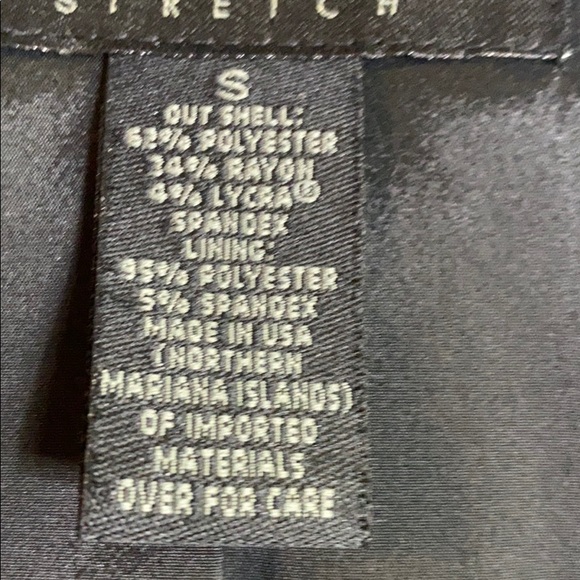 STRETCH
S
OUT SHELL:
62% POLYESTER
34% RAYON
4% LYCRA®
SPANDEX
LINING:
95% POLYESTER
5% SPANDEX
MADE IN USA
(NORTHERN
MARIANA ISLANDS)
OF IMPORTED
MATERIALS
OVER FOR CARE